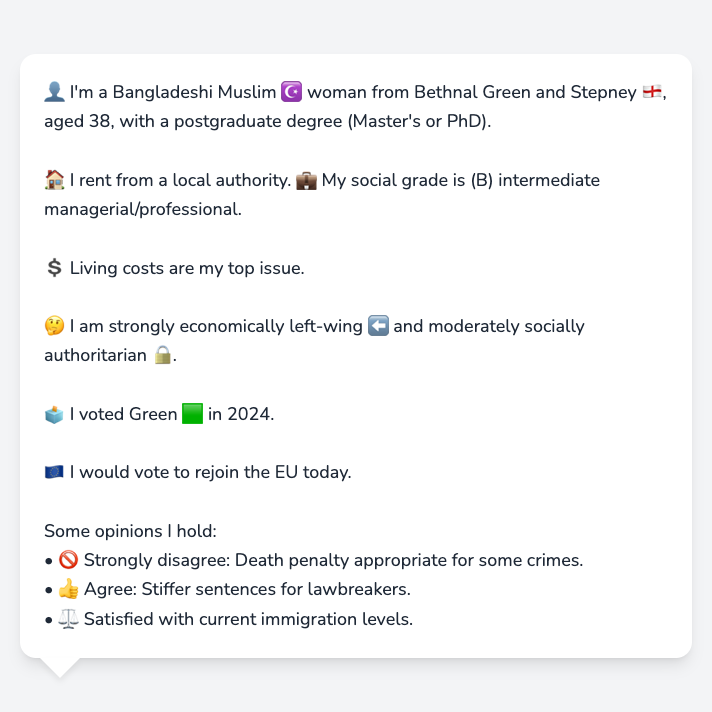 👤 I'm a Bangladeshi Muslim ☪️ woman from Bethnal Green and Stepney 🏴󠁧󠁢󠁥󠁮󠁧󠁿,
aged 38, with a postgraduate degree (Master's or PhD).
🏠 I rent from a local authority. 💼 My social grade is (B) intermediate
managerial/professional.
💲 Living costs are my top issue.
🤔 I am strongly economically left-wing ⬅️ and moderately socially
authoritarian 🔒.
🗳️ I voted Green 🟩 in 2024.
🇪🇺 I would vote to rejoin the EU today.
Some opinions I hold:
• 🚫 Strongly disagree: Death penalty appropriate for some crimes.
• 👍 Agree: Stiffer sentences for lawbreakers.
• ⚖️ Satisfied with current immigration levels.